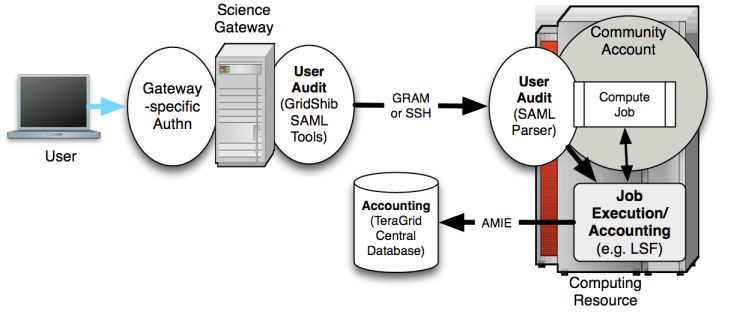 Science
Gateway
User
Gateway
-specific
Authn
User
Audit
(GridShib
SAML
Tools)
GRAM
or SSH
User
Audit
(SAML
Parser)
Community
Account
Compute
Job
Job
Execution/
Accounting
(e.g. LSF)
AMIE
Accounting
(TeraGrid
Central
Database)
Computing
Resource